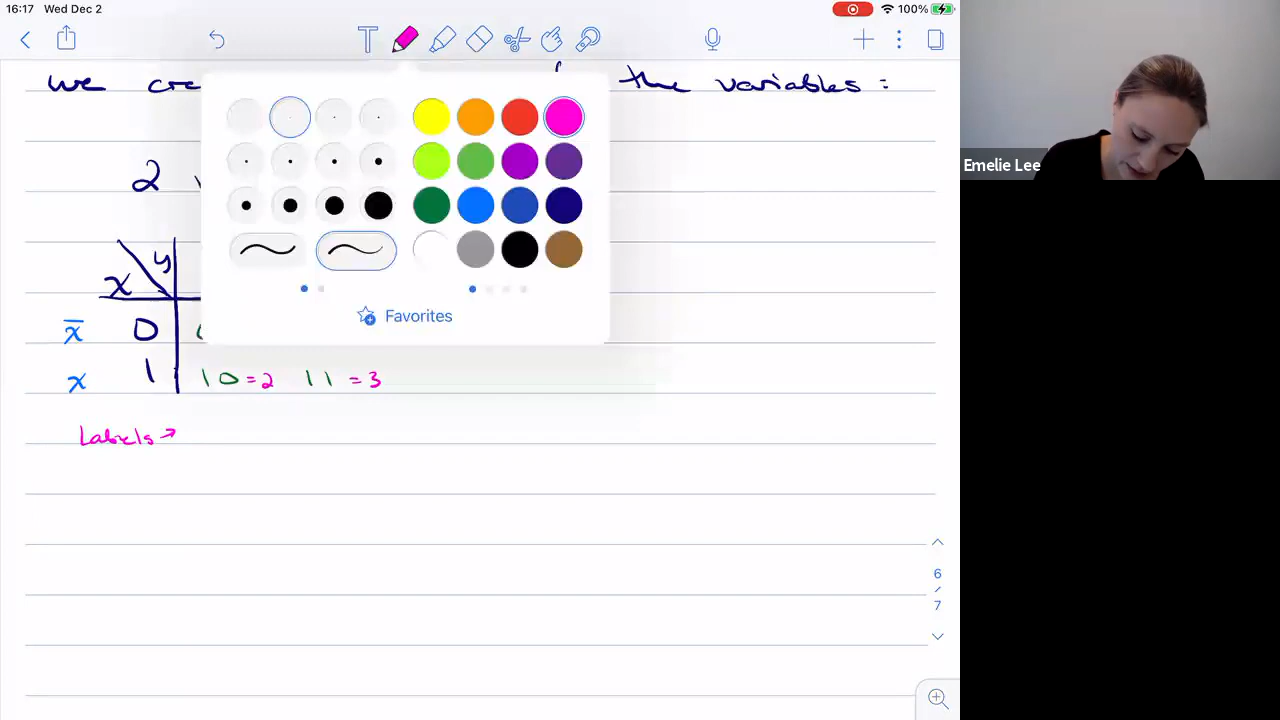 16:17 Wed Dec 2 100%
T
we cre the variables :
Emelie Lee
2
y
x
x̄ 0
Favorites
x 1 10 = 2 11 = 3
Labels →
6
/
7